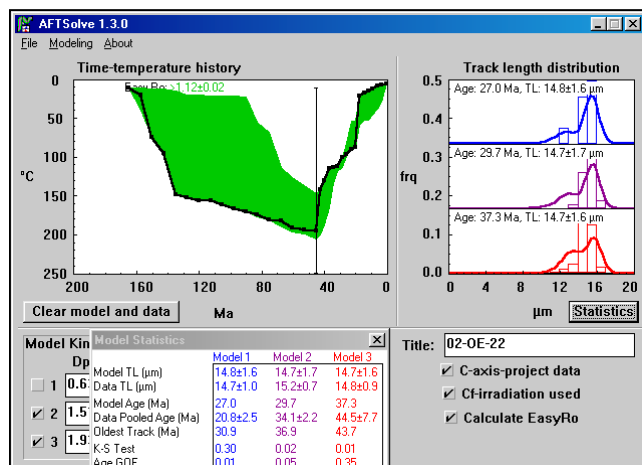 AFTSolve 1.3.0
File Modeling About
Time-temperature history
Track length distribution
>1.12±0.02
0
50
100
150
200
250
°C
200 160 120 80 40 0
Ma
Age: 27.0 Ma, TL: 14.8±1.6 µm
Age: 29.7 Ma, TL: 14.7±1.7 µm
Age: 37.3 Ma, TL: 14.7±1.6 µm
0.5
0.4
0.3
0.2
0.1
0.0
frq
0 4 8 12 16 20
µm
Clear model and data
Statistics
Model Kin
Dp
1 0.6
2 1.5
3 1.9
Model Statistics
Model 1 Model 2 Model 3
Model TL (µm) 14.8±1.6 14.7±1.7 14.7±1.6
Data TL (µm) 14.7±1.0 15.2±0.7 14.8±0.9
Model Age (Ma) 27.0 29.7 37.3
Data Pooled Age (Ma) 20.8±2.5 34.1±2.2 44.5±7.7
Oldest Track (Ma) 30.9 36.9 43.7
K-S Test 0.30 0.02 0.01
Age GOF 0.01 0.05 0.35
Title: 02-OE-22
C-axis-project data
Cf-irradiation used
Calculate EasyRo